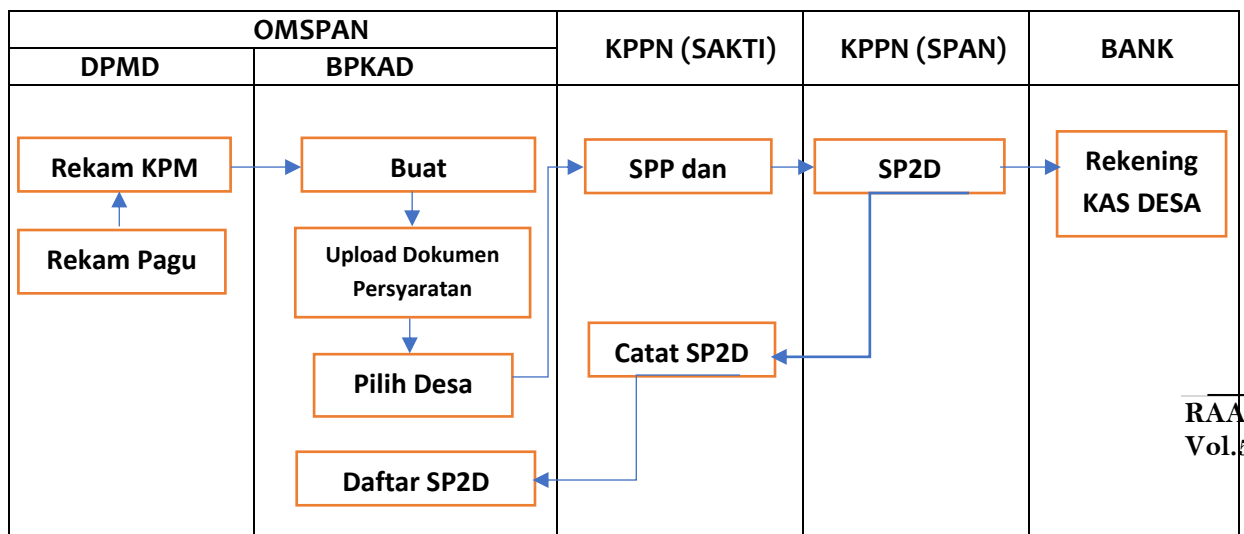 OMSPAN
DPMD
BPKAD
KPPN (SAKTI)
KPPN (SPAN)
BANK
Rekam KPM
Rekam Pagu
Buat
Upload Dokumen
Persyaratan
Pilih Desa
Daftar SP2D
SPP dan
Catat SP2D
SP2D
Rekening
KAS DESA
RAA
Vol.